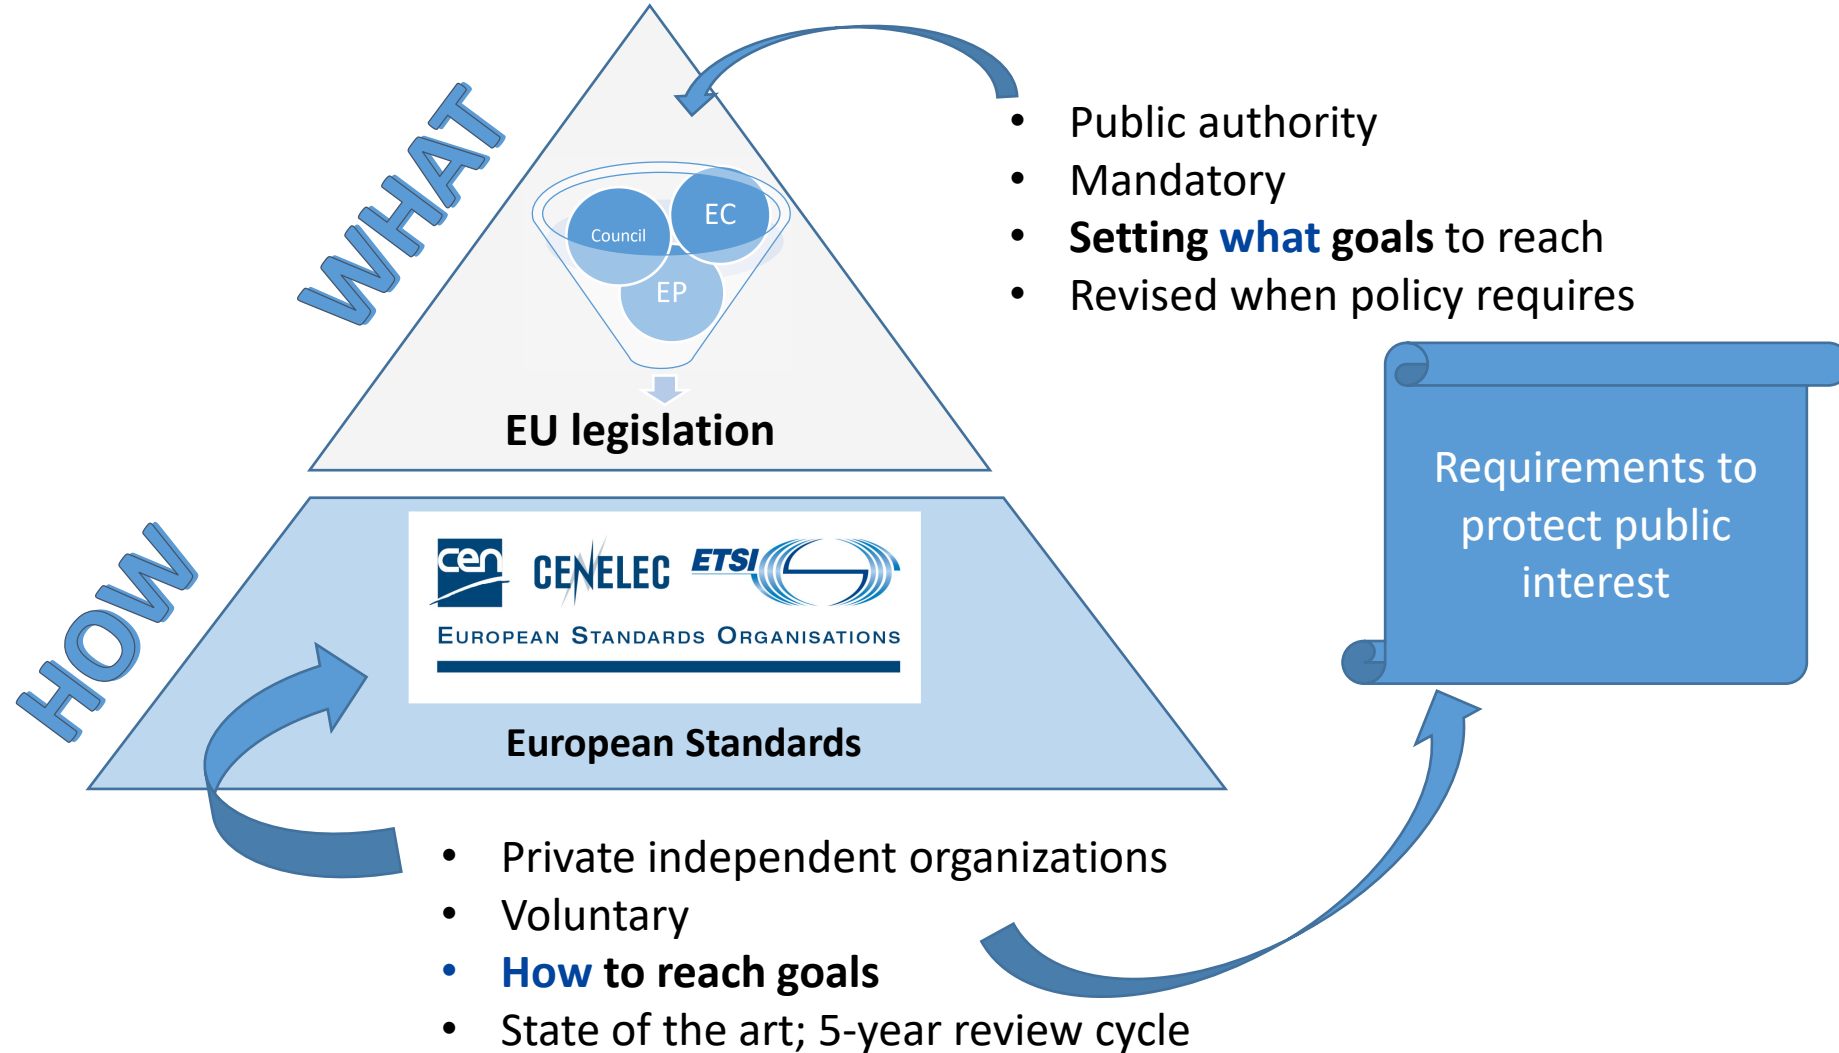 WHAT
Council
EC
EP
EU legislation
• Public authority
• Mandatory
• Setting what goals to reach
• Revised when policy requires
HOW
cen
CENELEC
ETSI
EUROPEAN STANDARDS ORGANISATIONS
European Standards
Requirements to
protect public
interest
• Private independent organizations
• Voluntary
• How to reach goals
• State of the art; 5-year review cycle